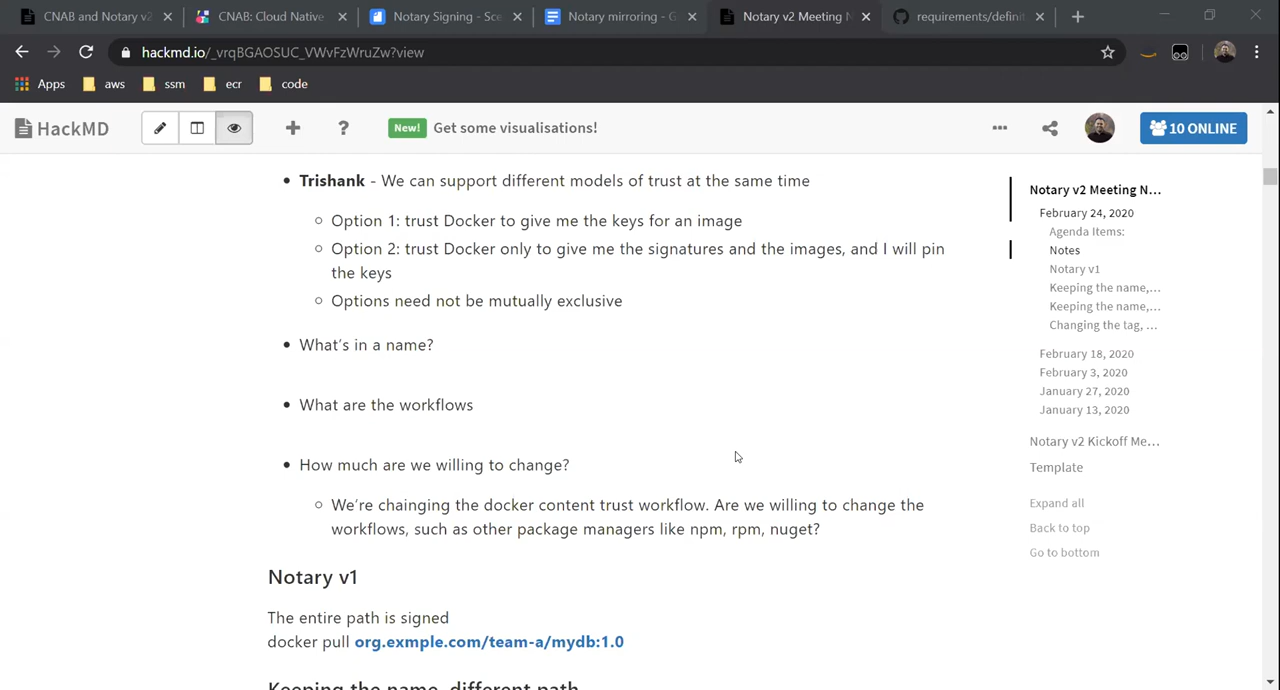 CNAB and Notary v2
CNAB: Cloud Native
Notary Signing - Sce
Notary mirroring - G
Notary v2 Meeting N
requirements/definit
hackmd.io/_vrqBGAOSUC_VWvFzWruZw?view
Apps
aws
ssm
ecr
code
HackMD
New!
Get some visualisations!
10 ONLINE
Trishank - We can support different models of trust at the same time
Option 1: trust Docker to give me the keys for an image
Option 2: trust Docker only to give me the signatures and the images, and I will pin
the keys
Options need not be mutually exclusive
What's in a name?
What are the workflows
How much are we willing to change?
We're chainging the docker content trust workflow. Are we willing to change the
workflows, such as other package managers like npm, rpm, nuget?
Notary v1
The entire path is signed
docker pull org.exmple.com/team-a/mydb:1.0
Keeping the name, different path
Notary v2 Meeting N...
February 24, 2020
Agenda Items:
Notes
Notary v1
Keeping the name,...
Keeping the name,...
Changing the tag, ...
February 18, 2020
February 3, 2020
January 27, 2020
January 13, 2020
Notary v2 Kickoff Me...
Template
Expand all
Back to top
Go to bottom